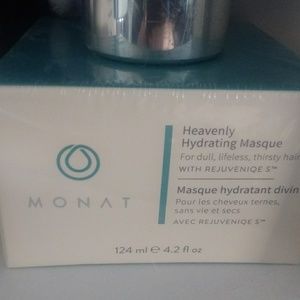 Heavenly
Hydrating Masque
For dull, lifeless, thirsty hair
WITH REJUVENIQE S™
MONAT
Masque hydratant divin
Pour les cheveux ternes,
sans vie et secs
AVEC REJUVENIQE S™
124 ml ℮ 4.2 fl oz